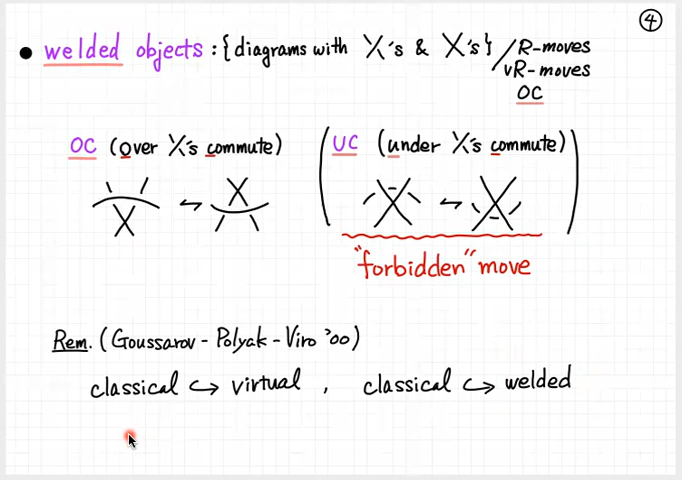 ④
• welded objects : { diagrams with X's & X's } / R-moves
vR-moves
OC
OC (over X's commute) ( UC (under X's commute) )
"forbidden" move
Rem. (Goussarov - Polyak - Viro '00)
classical ↪ virtual , classical ↪ welded